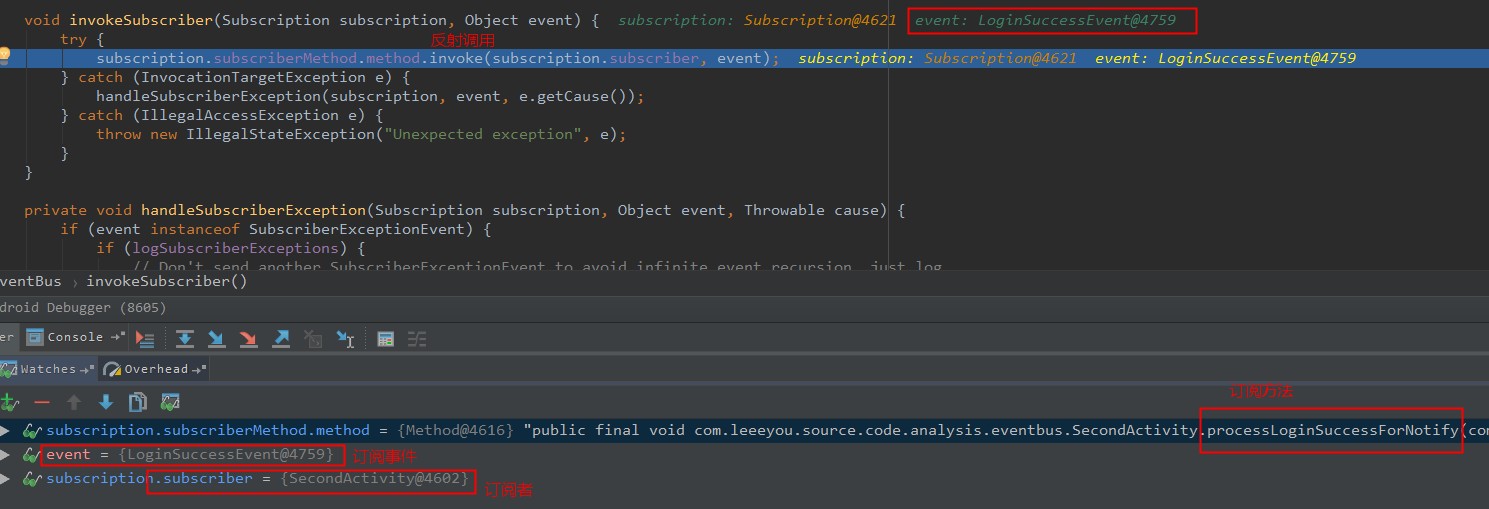 void invokeSubscriber(Subscription subscription, Object event) { subscription: Subscription@4621 event: LoginSuccessEvent@4759
try {
反射调用
subscription.subscriberMethod.method.invoke(subscription.subscriber, event); subscription: Subscription@4621 event: LoginSuccessEvent@4759
} catch (InvocationTargetException e) {
handleSubscriberException(subscription, event, e.getCause());
} catch (IllegalAccessException e) {
throw new IllegalStateException("Unexpected exception", e);
}
}
private void handleSubscriberException(Subscription subscription, Object event, Throwable cause) {
if (event instanceof SubscriberExceptionEvent) {
if (logSubscriberExceptions) {
// Don't send another SubscriberExceptionEvent to avoid infinite event recursion, just log
ventBus › invokeSubscriber()
droid Debugger (8605)
er Console
Watches Overhead
订阅方法
subscription.subscriberMethod.method = {Method@4616} "public final void com.leeeyou.source.code.analysis.eventbus.SecondActivity.processLoginSuccessForNotify(co
event = {LoginSuccessEvent@4759} 订阅事件
subscription.subscriber = {SecondActivity@4602} 订阅者